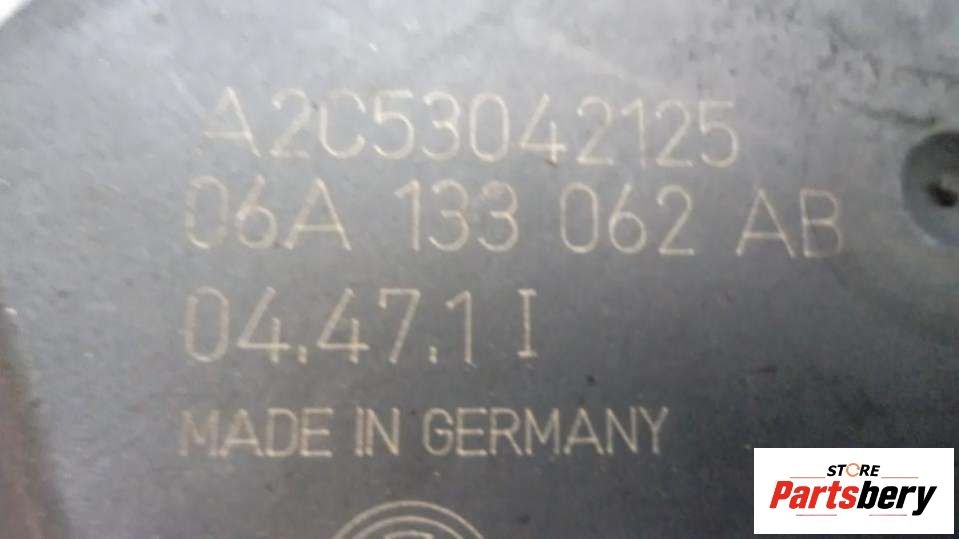 A2C53042125
06A 133 062 AB
04.47.1 I
MADE IN GERMANY
STORE
Partsbery